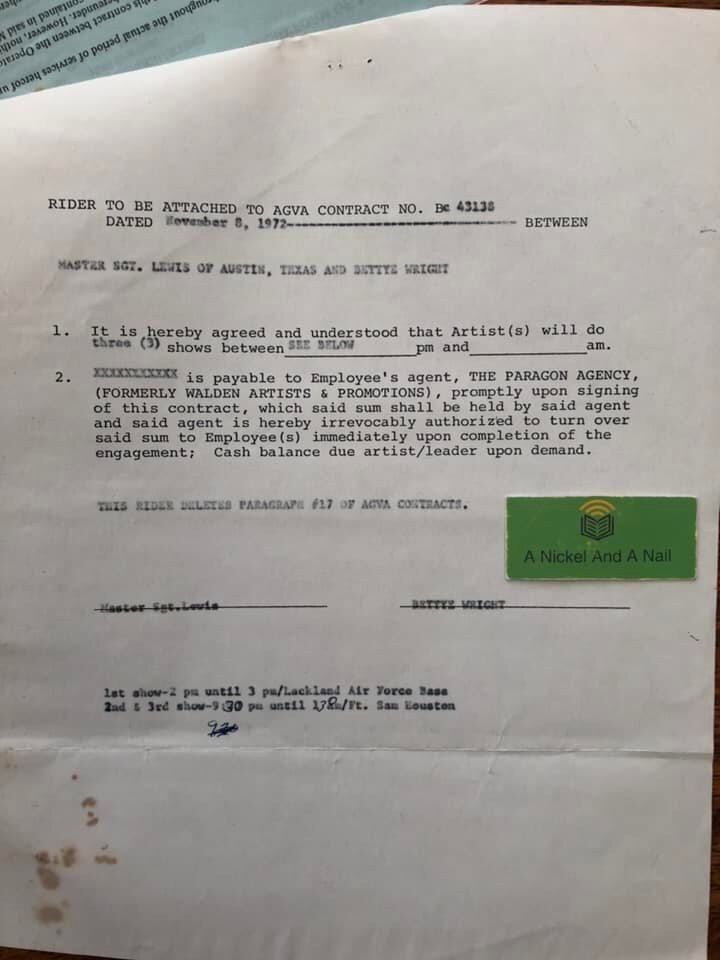 RIDER TO BE ATTACHED TO AGVA CONTRACT NO. Bc 43138
DATED November 8, 1972-------------------------------- BETWEEN
MASTER SGT. LEWIS OF AUSTIN, TEXAS AND BETTYE WRIGHT
1. It is hereby agreed and understood that Artist(s) will do
three (3) shows between SEE BELOW pm and am.
2. XXXXXXXXXXX is payable to Employee's agent, THE PARAGON AGENCY,
(FORMERLY WALDEN ARTISTS & PROMOTIONS), promptly upon signing
of this contract, which said sum shall be held by said agent
and said agent is hereby irrevocably authorized to turn over
said sum to Employee(s) immediately upon completion of the
engagement; Cash balance due artist/leader upon demand.
THIS RIDER DELETES PARAGRAPH #17 OF AGVA CONTRACTS.
A Nickel And A Nail
Master Sgt.Lewis
BETTYE WRIGHT
1st show-2 pm until 3 pm/Lackland Air Force Base
2nd & 3rd show-9:30 pm until /Ft. Sam Houston
throughout the actual period of services hereof